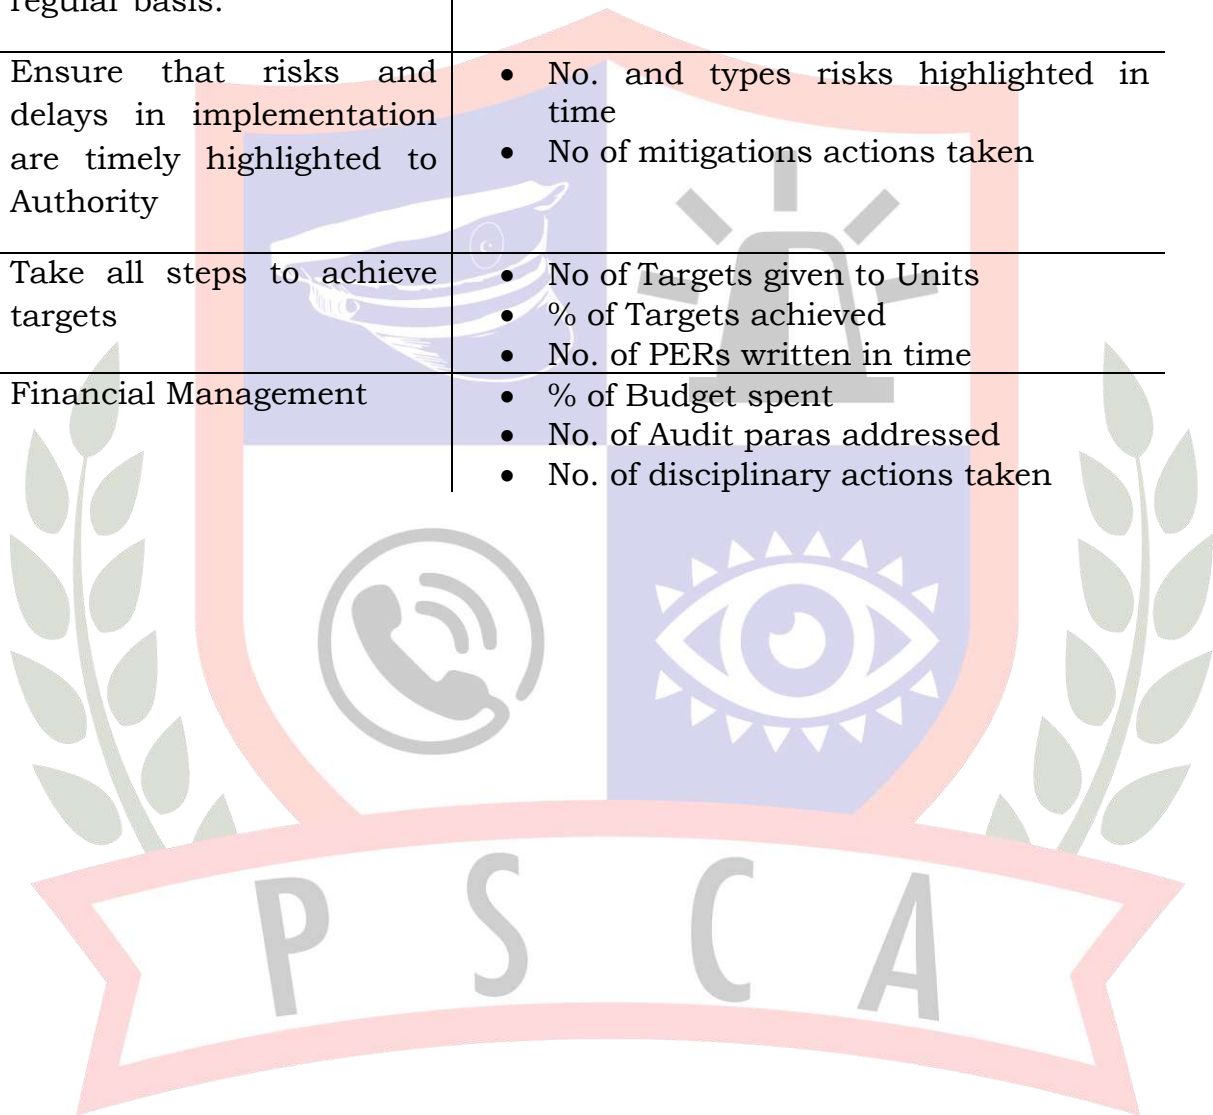 regular basis.
Ensure that risks and
delays in implementation
are timely highlighted to
Authority
• No. and types risks highlighted in
time
• No of mitigations actions taken
Take all steps to achieve
targets
• No of Targets given to Units
• % of Targets achieved
• No. of PERs written in time
Financial Management
• % of Budget spent
• No. of Audit paras addressed
• No. of disciplinary actions taken
P S C A